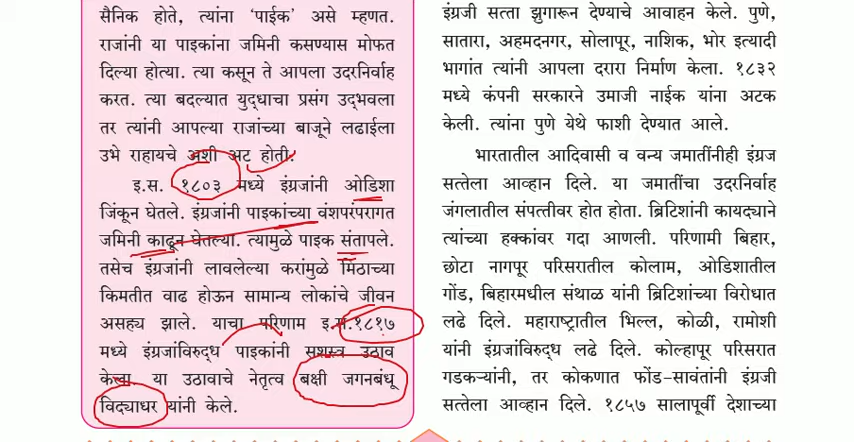 सैनिक होते, त्यांना ‘पाईक’ असे म्हणत.
राजांनी या पाइकांना जमिनी कसण्यास मोफत
दिल्या होत्या. त्या कसून ते आपला उदरनिर्वाह
करत. त्या बदल्यात युद्धाचा प्रसंग उद्‌भवला
तर त्यांनी आपल्या राजांच्या बाजूने लढाईला
उभे राहायचे अशी अट होती.
इ.स. १८०३ मध्ये इंग्रजांनी ओडिशा
जिंकून घेतले. इंग्रजांनी पाइकांच्या वंशपरंपरागत
जमिनी काढून घेतल्या. त्यामुळे पाइक संतापले.
तसेच इंग्रजांनी लावलेल्या करांमुळे मिठाच्या
किमतीत वाढ होऊन सामान्य लोकांचे जीवन
असह्य झाले. याचा परिणाम इ.स.१८१७
मध्ये इंग्रजांविरुद्ध पाइकांनी सशस्त्र उठाव
केला. या उठावाचे नेतृत्व बक्षी जगनबंधू
विद्याधर यांनी केले.
इंग्रजी सत्ता झुगारून देण्याचे आवाहन केले. पुणे,
सातारा, अहमदनगर, सोलापूर, नाशिक, भोर इत्यादी
भागांत त्यांनी आपला दरारा निर्माण केला. १८३२
मध्ये कंपनी सरकारने उमाजी नाईक यांना अटक
केली. त्यांना पुणे येथे फाशी देण्यात आले.
भारतातील आदिवासी व वन्य जमातींनीही इंग्रज
सत्तेला आव्हान दिले. या जमातींचा उदरनिर्वाह
जंगलातील संपत्तीवर होत होता. ब्रिटिशांनी कायद्याने
त्यांच्या हक्कांवर गदा आणली. परिणामी बिहार,
छोटा नागपूर परिसरातील कोलाम, ओडिशातील
गोंड, बिहारमधील संथाळ यांनी ब्रिटिशांच्या विरोधात
लढे दिले. महाराष्ट्रातील भिल्ल, कोळी, रामोशी
यांनी इंग्रजांविरुद्ध लढे दिले. कोल्हापूर परिसरात
गडकऱ्यांनी, तर कोकणात फोंड-सावंतांनी इंग्रजी
सत्तेला आव्हान दिले. १८५७ सालापूर्वी देशाच्या